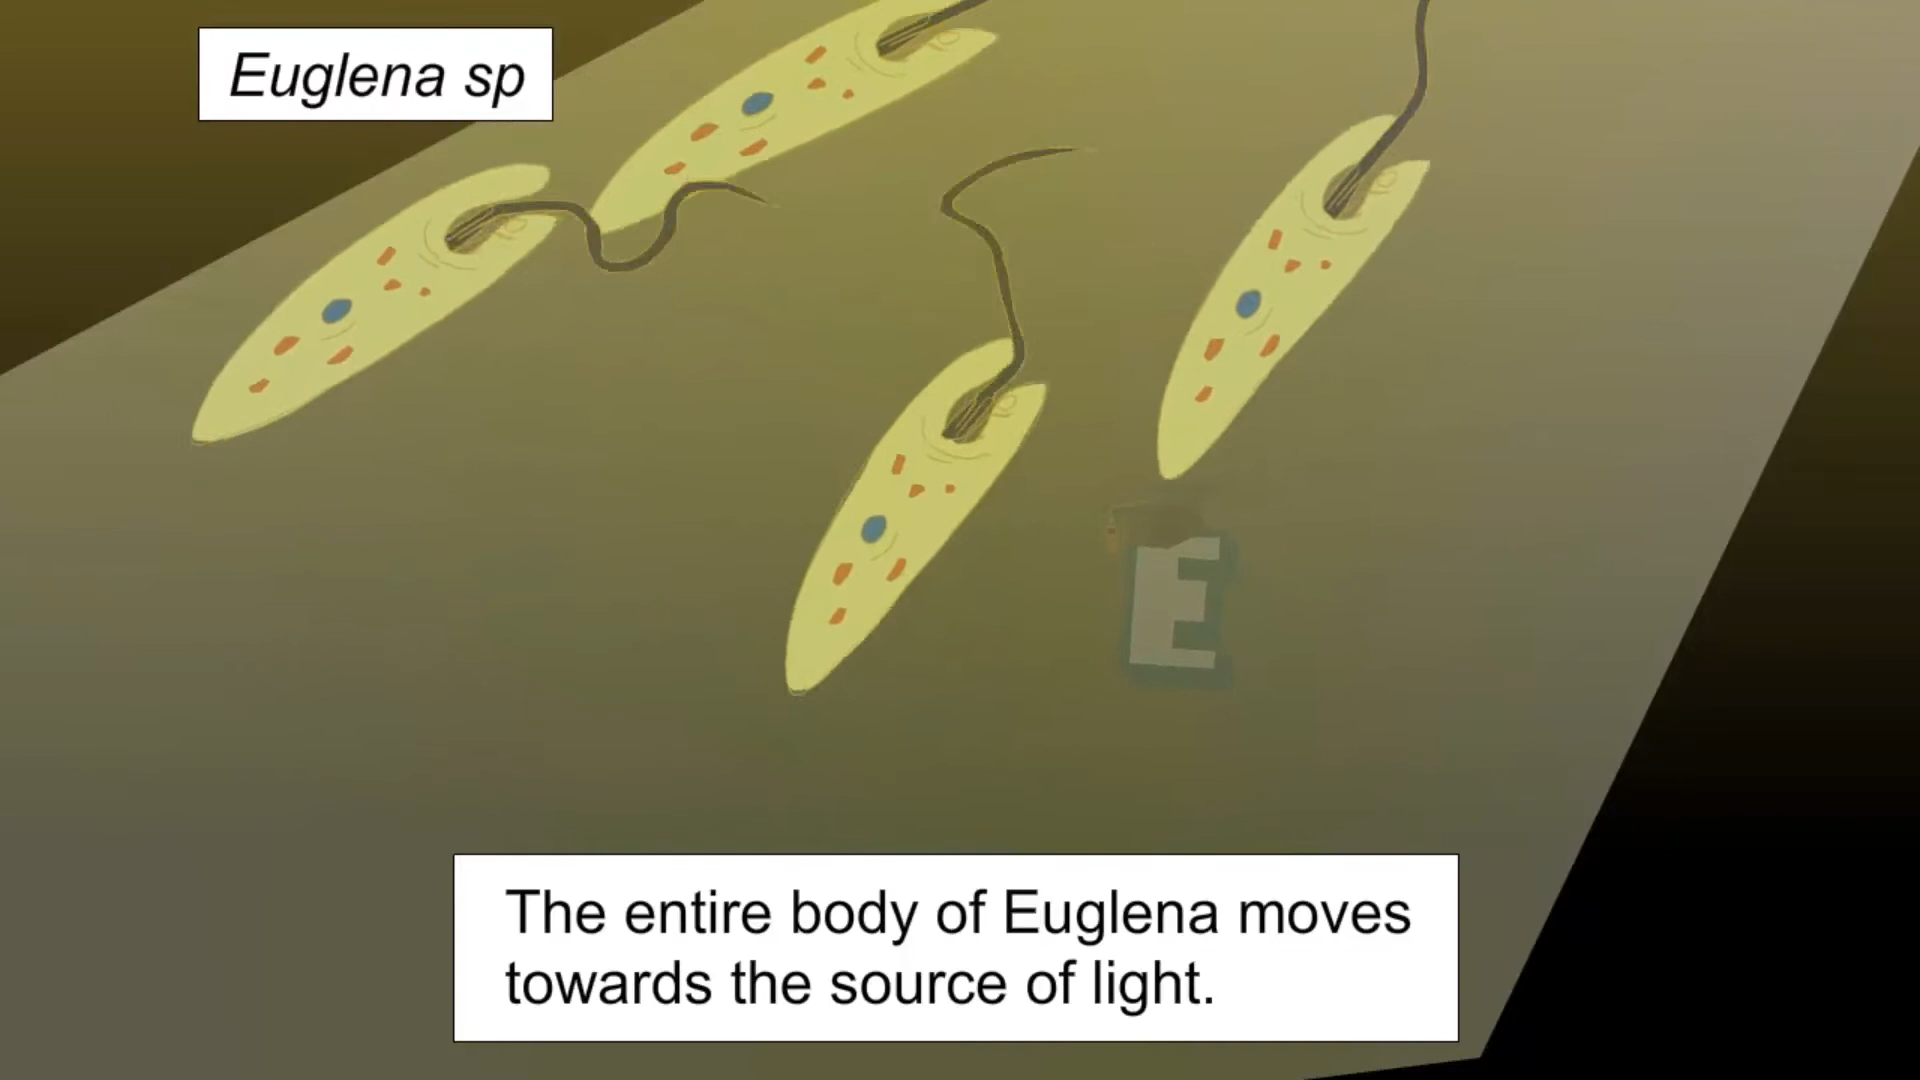 Euglena sp
E
The entire body of Euglena moves
towards the source of light.